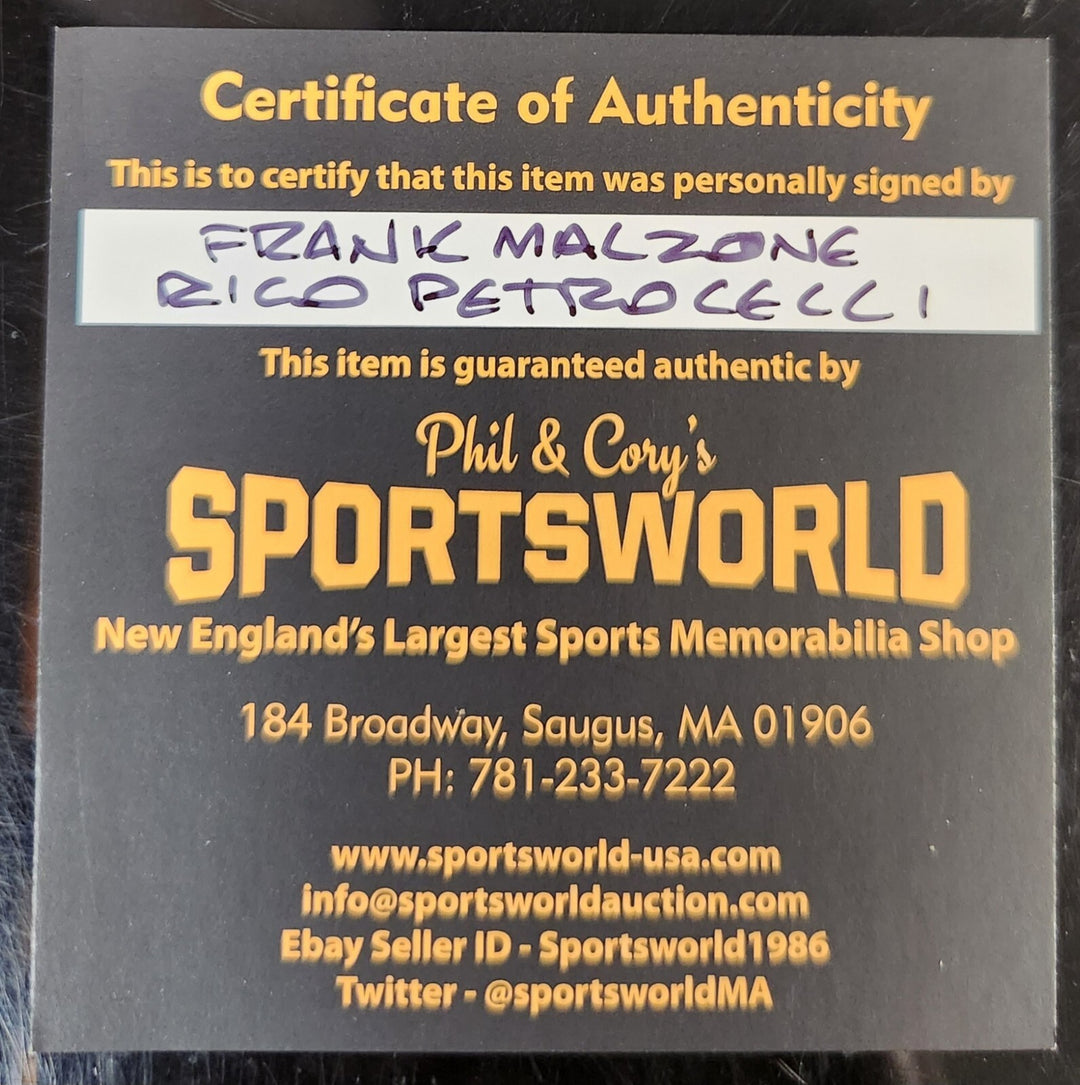 Certificate of Authenticity
This is to certify that this item was personally signed by
FRANK MALZONE
RICO PETROCELLI
This item is guaranteed authentic by
Phil & Cory's
SPORTSWORLD
New England's Largest Sports Memorabilia Shop
184 Broadway, Saugus, MA 01906
PH: 781-233-7222
www.sportsworld-usa.com
info@sportsworldauction.com
Ebay Seller ID - Sportsworld1986
Twitter - @sportsworldMA